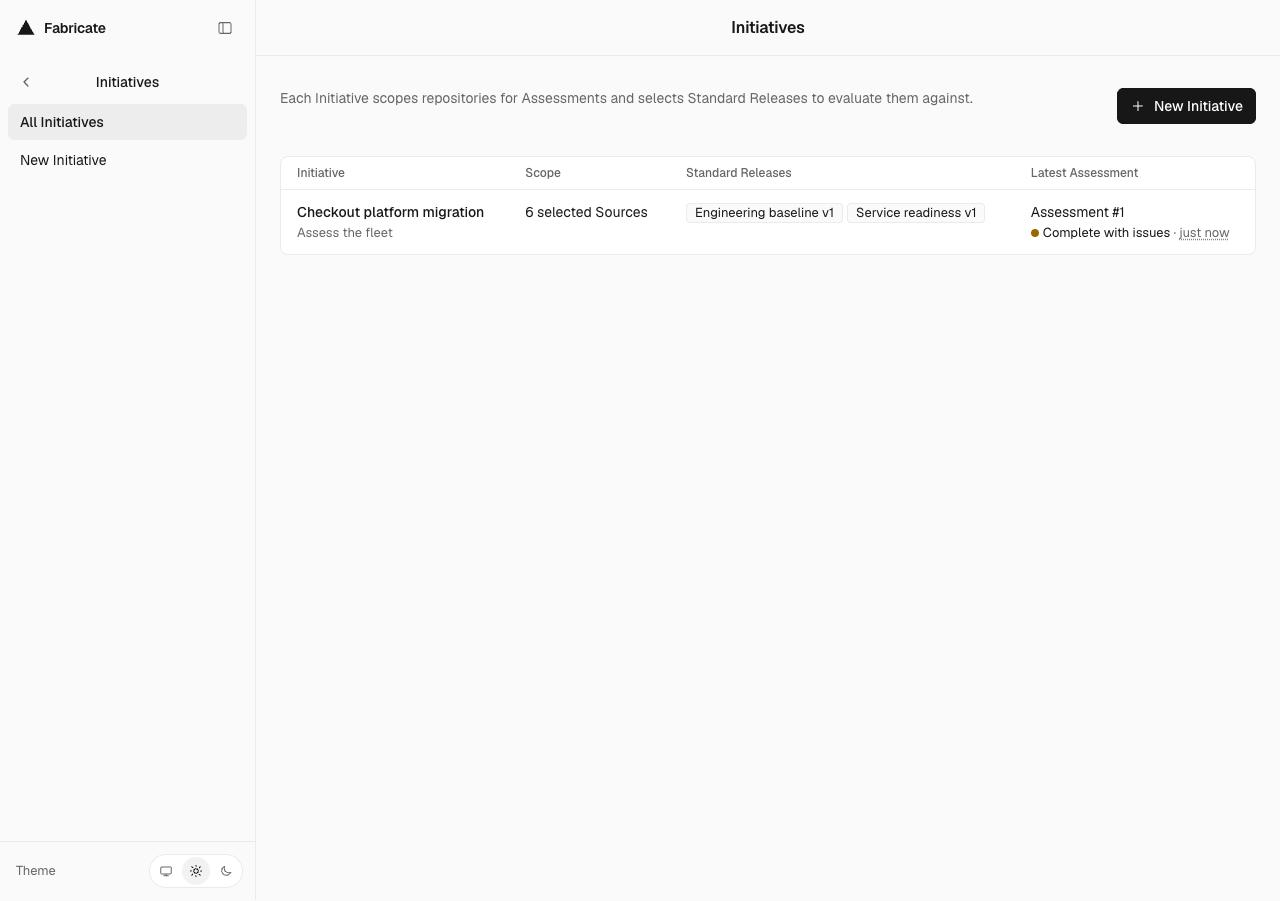 Fabricate
Initiatives
Initiatives
All Initiatives
New Initiative
Each Initiative scopes repositories for Assessments and selects Standard Releases to evaluate them against.
New Initiative
Initiative Scope Standard Releases Latest Assessment
Checkout platform migration 6 selected Sources Engineering baseline v1 Service readiness v1 Assessment #1
Assess the fleet Complete with issues · just now
Theme